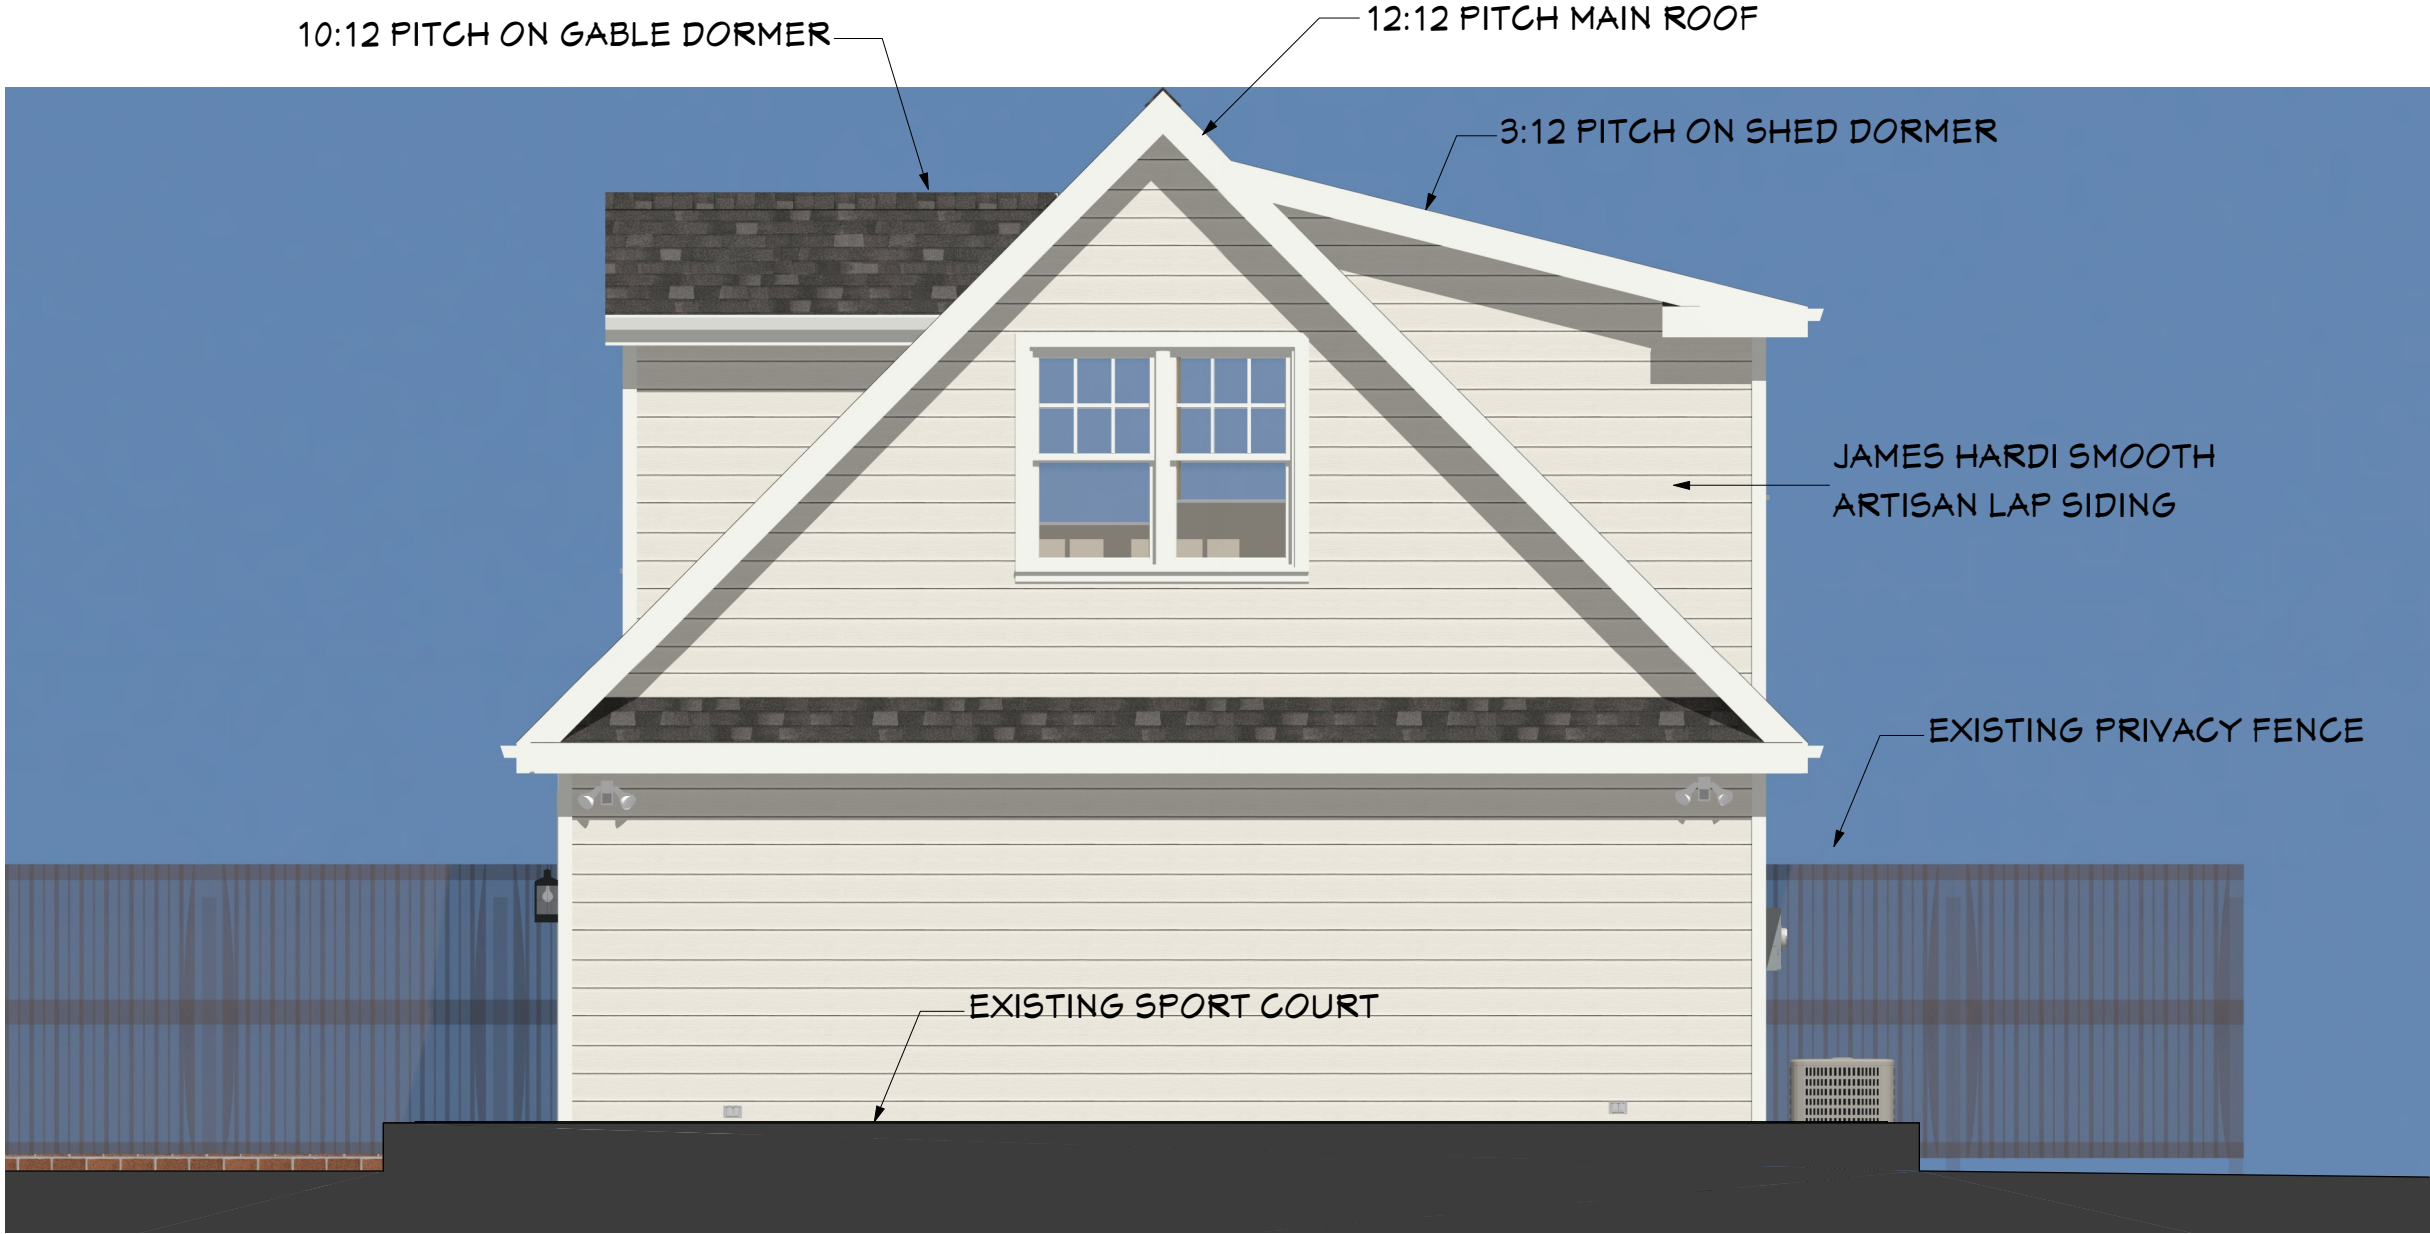 12:12 PITCH MAIN ROOF
10:12 PITCH ON GABLE DORMER
3:12 PITCH ON SHED DORMER
JAMES HARDI SMOOTH
ARTISAN LAP SIDING
EXISTING PRIVACY FENCE
EXISTING SPORT COURT